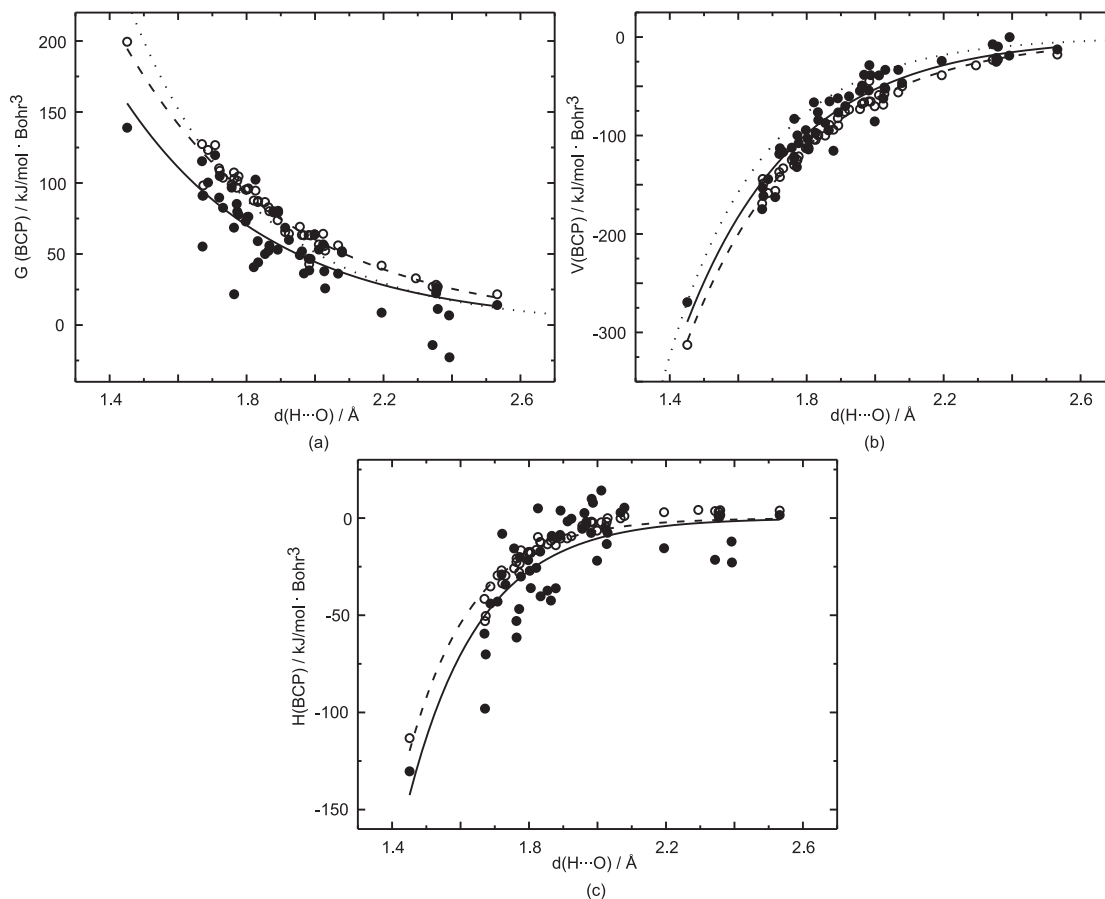 G (BCP) / kJ/mol · Bohr³
200
150
100
50
0
1.4 1.8 2.2 2.6
d(H···O) / Å
(a)
V(BCP) / kJ/mol · Bohr³
0
-100
-200
-300
1.4 1.8 2.2 2.6
d(H···O) / Å
(b)
H(BCP) / kJ/mol · Bohr³
0
-50
-100
-150
1.4 1.8 2.2 2.6
d(H···O) / Å
(c)